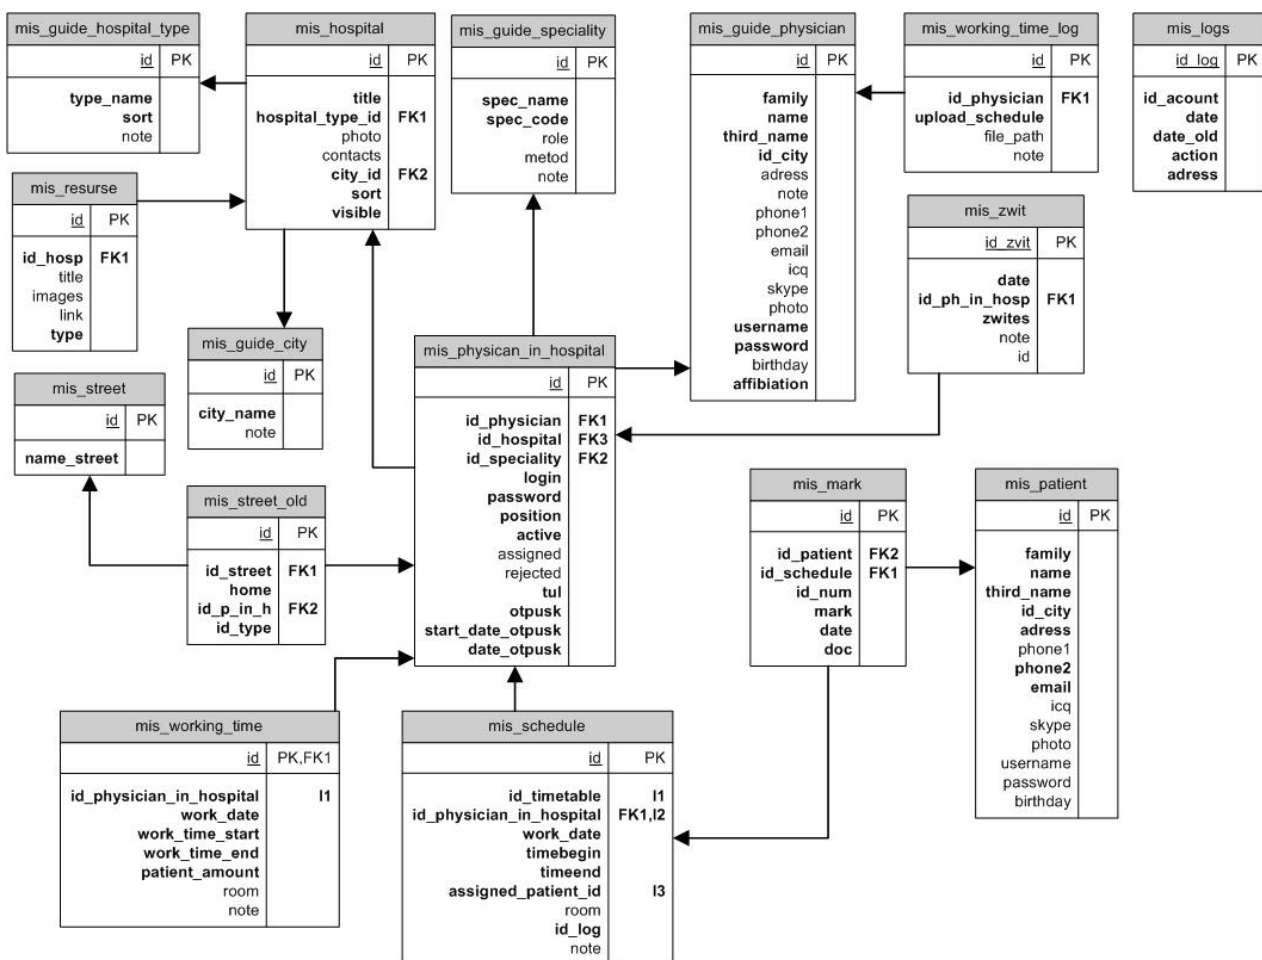 mis_guide_hospital_type
id PK
type_name
sort
note
mis_hospital
id PK
title
hospital_type_id FK1
photo
contacts
city_id FK2
sort
visible
mis_guide_speciality
id PK
spec_name
spec_code
role
metod
note
mis_guide_physician
id PK
family
name
third_name
id_city
adress
note
phone1
phone2
email
icq
skype
photo
username
password
birthday
affibiation
mis_working_time_log
id PK
id_physician FK1
upload_schedule
file_path
note
mis_logs
id_log PK
id_acount
date
date_old
action
adress
mis_resurse
id PK
id_hosp FK1
title
images
link
type
mis_zwit
id_zvit PK
date
id_ph_in_hosp FK1
zwites
note
id
mis_guide_city
id PK
city_name
note
mis_physican_in_hospital
id PK
id_physician FK1
id_hospital FK3
id_speciality FK2
login
password
position
active
assigned
rejected
tul
otpusk
start_date_otpusk
date_otpusk
mis_street
id PK
name_street
mis_street_old
id PK
id_street FK1
home
id_p_in_h FK2
id_type
mis_mark
id PK
id_patient FK2
id_schedule FK1
id_num
mark
date
doc
mis_patient
id PK
family
name
third_name
id_city
adress
phone1
phone2
email
icq
skype
photo
username
password
birthday
mis_working_time
id PK,FK1
id_physician_in_hospital I1
work_date
work_time_start
work_time_end
patient_amount
room
note
mis_schedule
id PK
id_timetable I1
id_physician_in_hospital FK1,I2
work_date
timebegin
timeend
assigned_patient_id I3
room
id_log
note